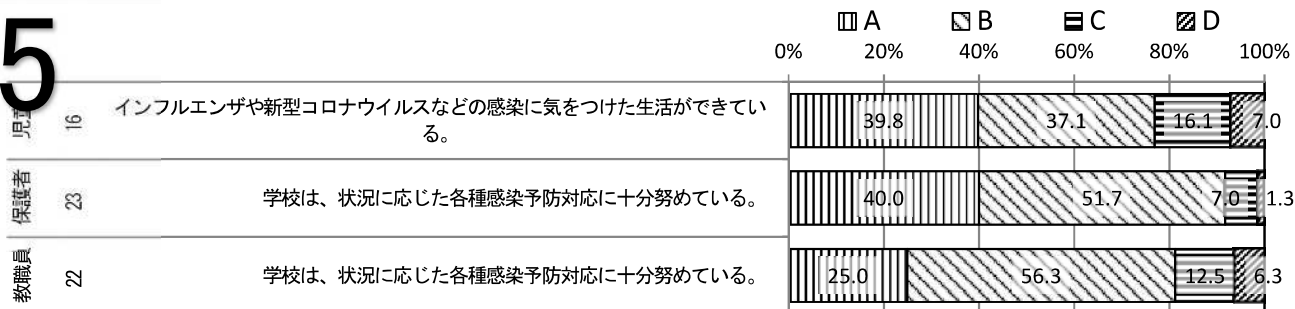 5
A B C D
0% 20% 40% 60% 80% 100%
児童 16 インフルエンザや新型コロナウイルスなどの感染に気をつけた生活ができてい
る。
39.8 37.1 16.1 7.0
保護者 23 学校は、状況に応じた各種感染予防対応に十分努めている。 40.0 51.7 7.0 1.3
教職員 22 学校は、状況に応じた各種感染予防対応に十分努めている。 25.0 56.3 12.5 6.3